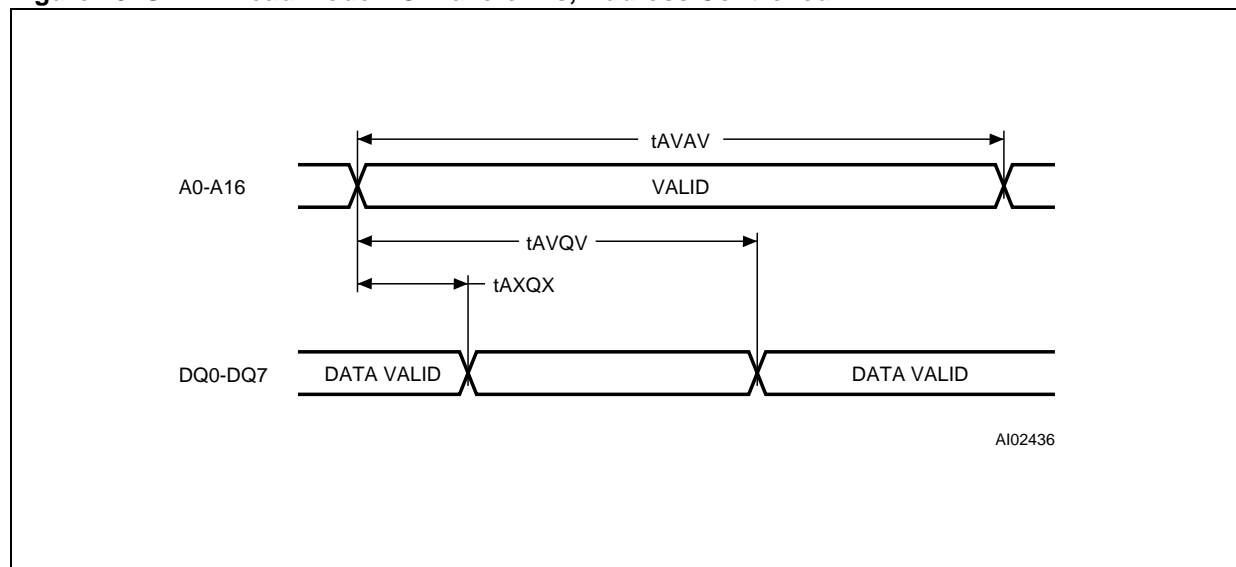 tAVAV
A0-A16 VALID
tAVQV
tAXQX
DQ0-DQ7 DATA VALID DATA VALID
AI02436